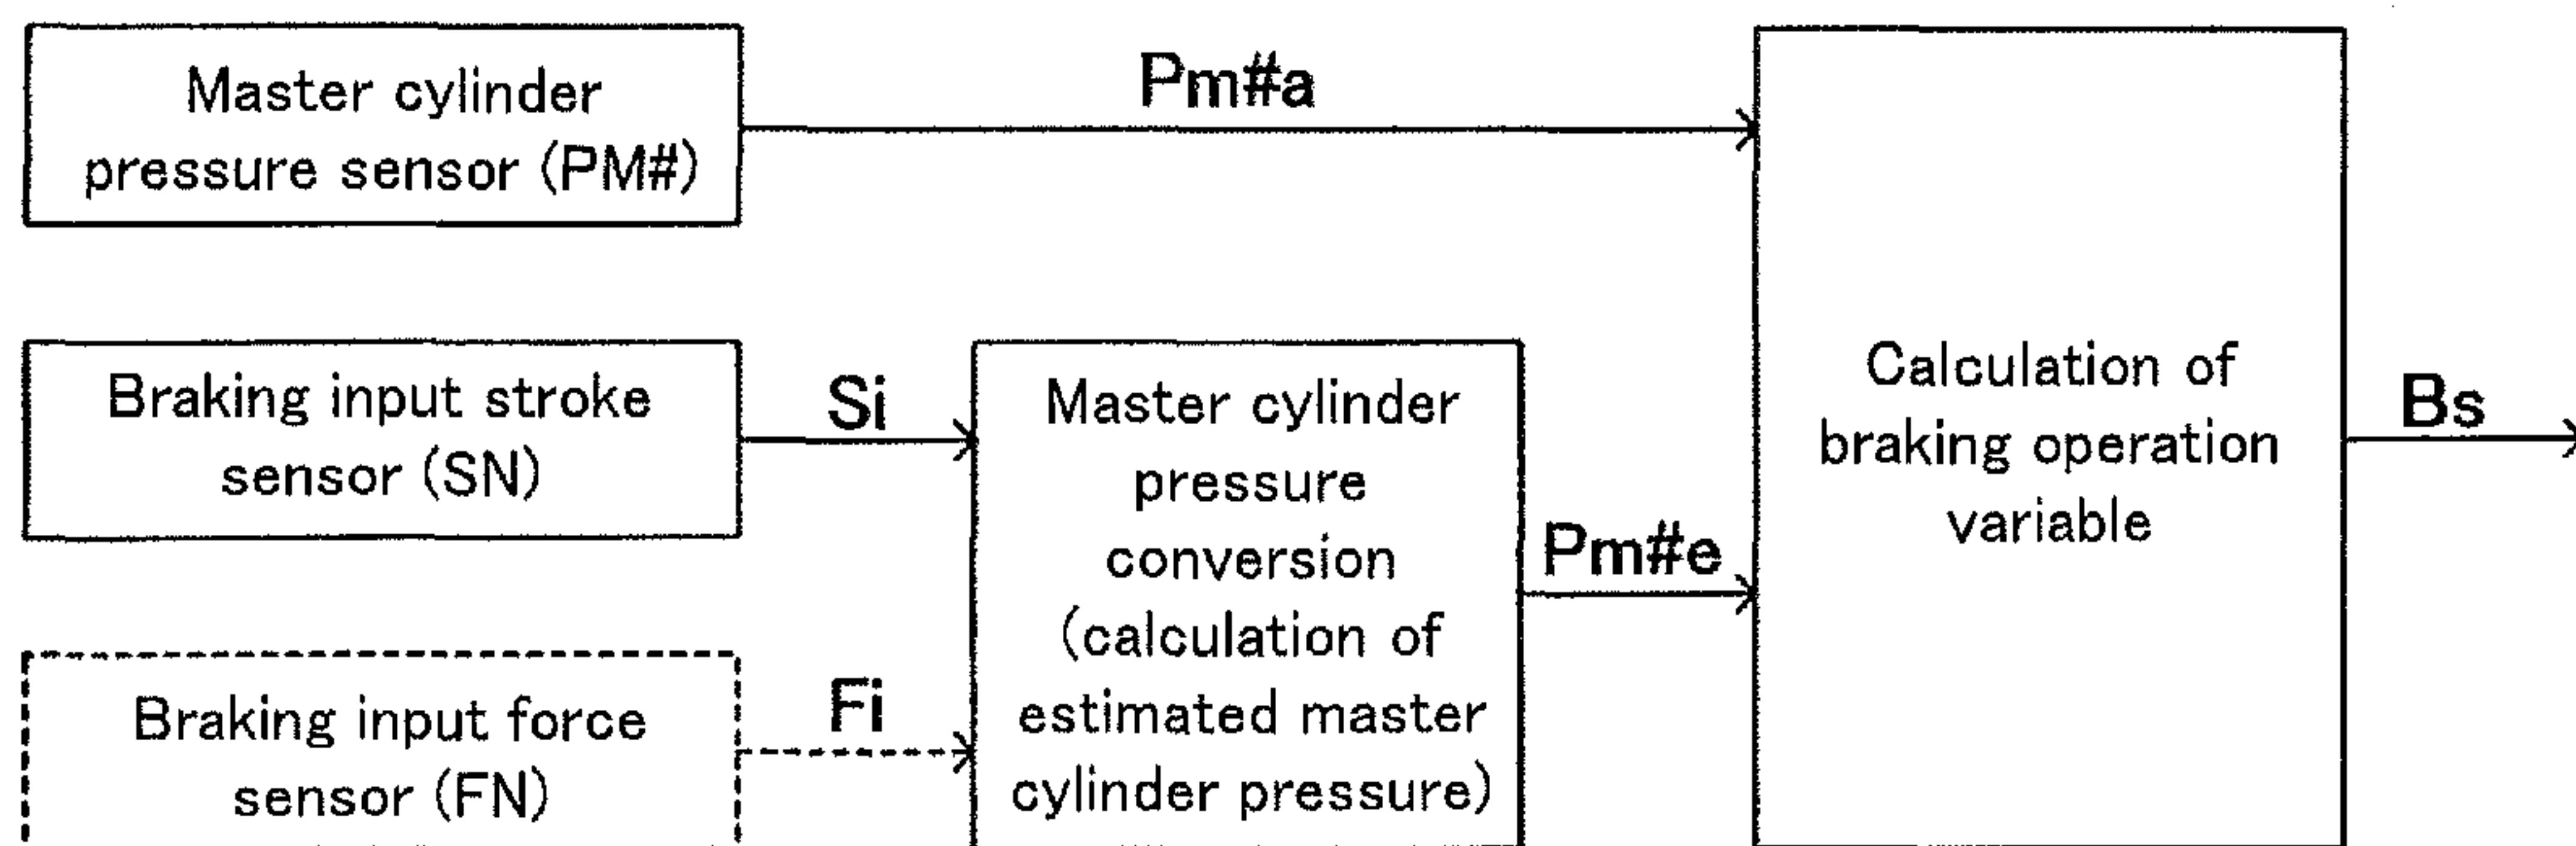 Master cylinder
pressure sensor (PM#)
Pm#a
Braking input stroke
sensor (SN)
Si
Braking input force
sensor (FN)
Fi
Master cylinder
pressure
conversion
(calculation of
estimated master
cylinder pressure)
Pm#e
Calculation of
braking operation
variable
Bs